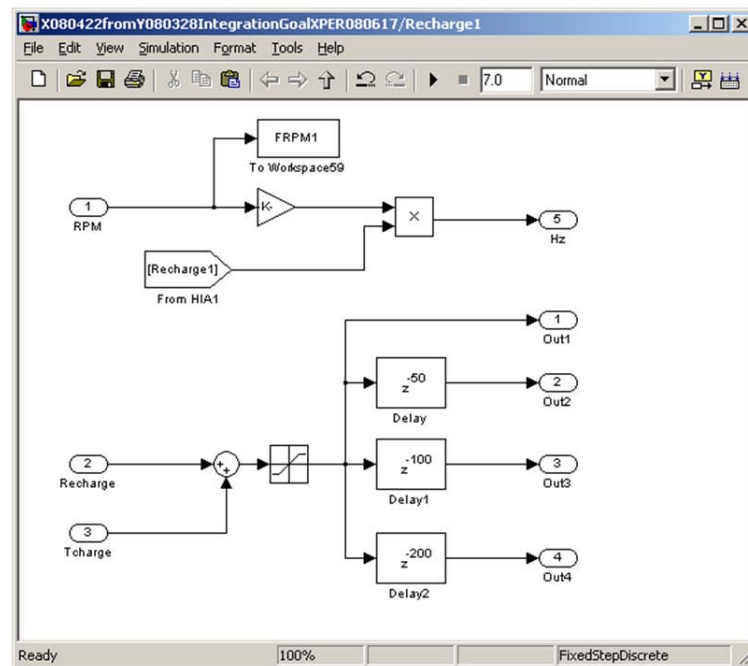 X080422fromY080328IntegrationGoalXPER080617/Recharge1
File Edit View Simulation Format Tools Help
7.0 Normal
FRPM1
To Workspace59
1
RPM
K-
×
5
Hz
[Recharge1]
From HIA1
1
Out1
z-50
Delay
2
Out2
2
Recharge
+
+
z-100
Delay1
3
Out3
3
Tcharge
z-200
Delay2
4
Out4
Ready 100% FixedStepDiscrete